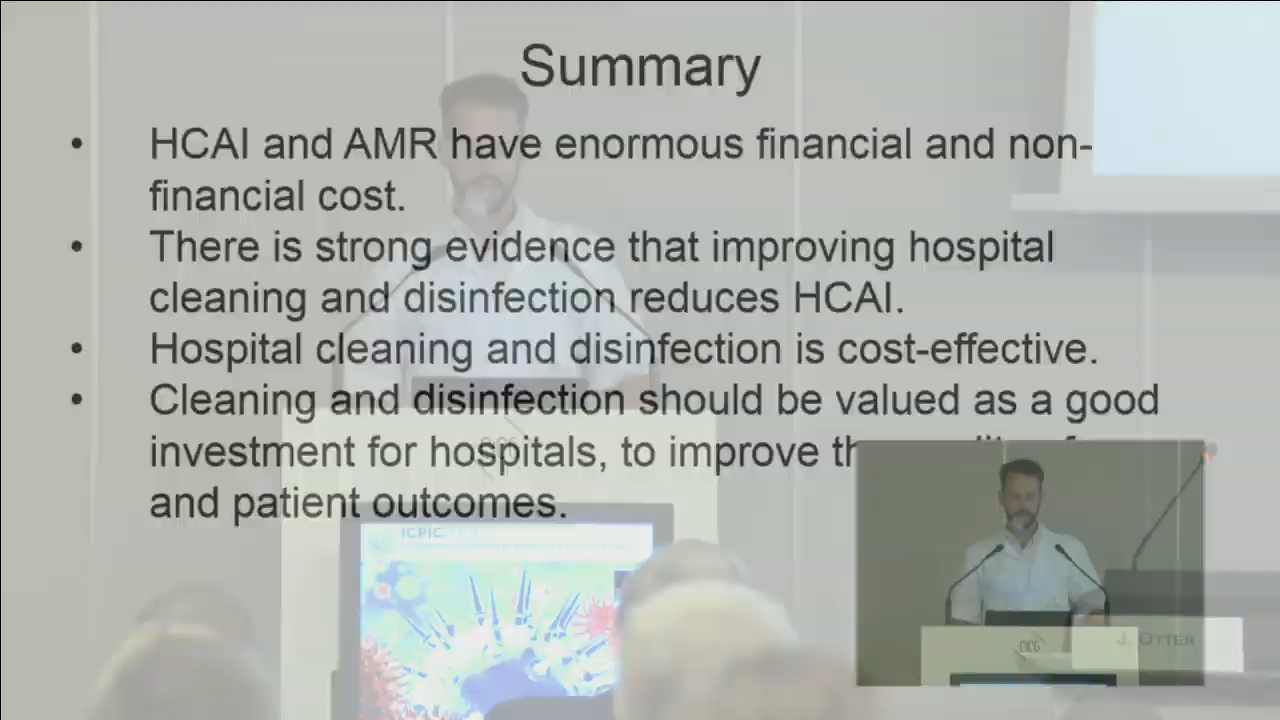 Summary
• HCAI and AMR have enormous financial and non-
financial cost.
• There is strong evidence that improving hospital
cleaning and disinfection reduces HCAI.
• Hospital cleaning and disinfection is cost-effective.
• Cleaning and disinfection should be valued as a good
investment for hospitals, to improve
and patient outcomes.
ICPIC
J. OTTER